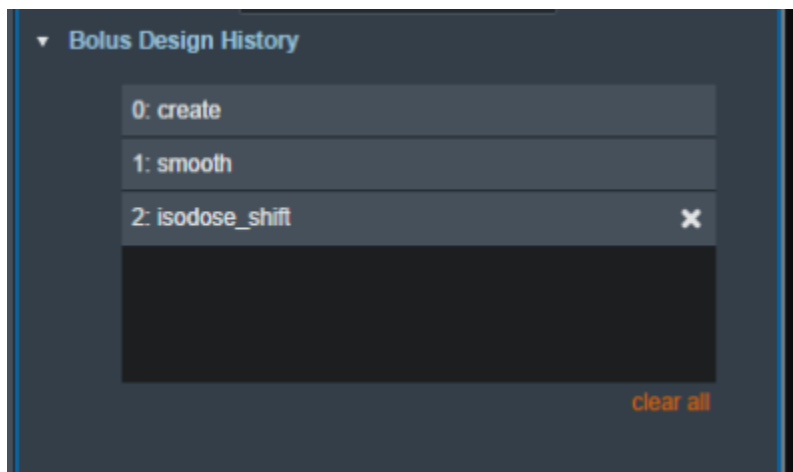 Bolus Design History
0: create
1: smooth
2: isodose_shift
clear all